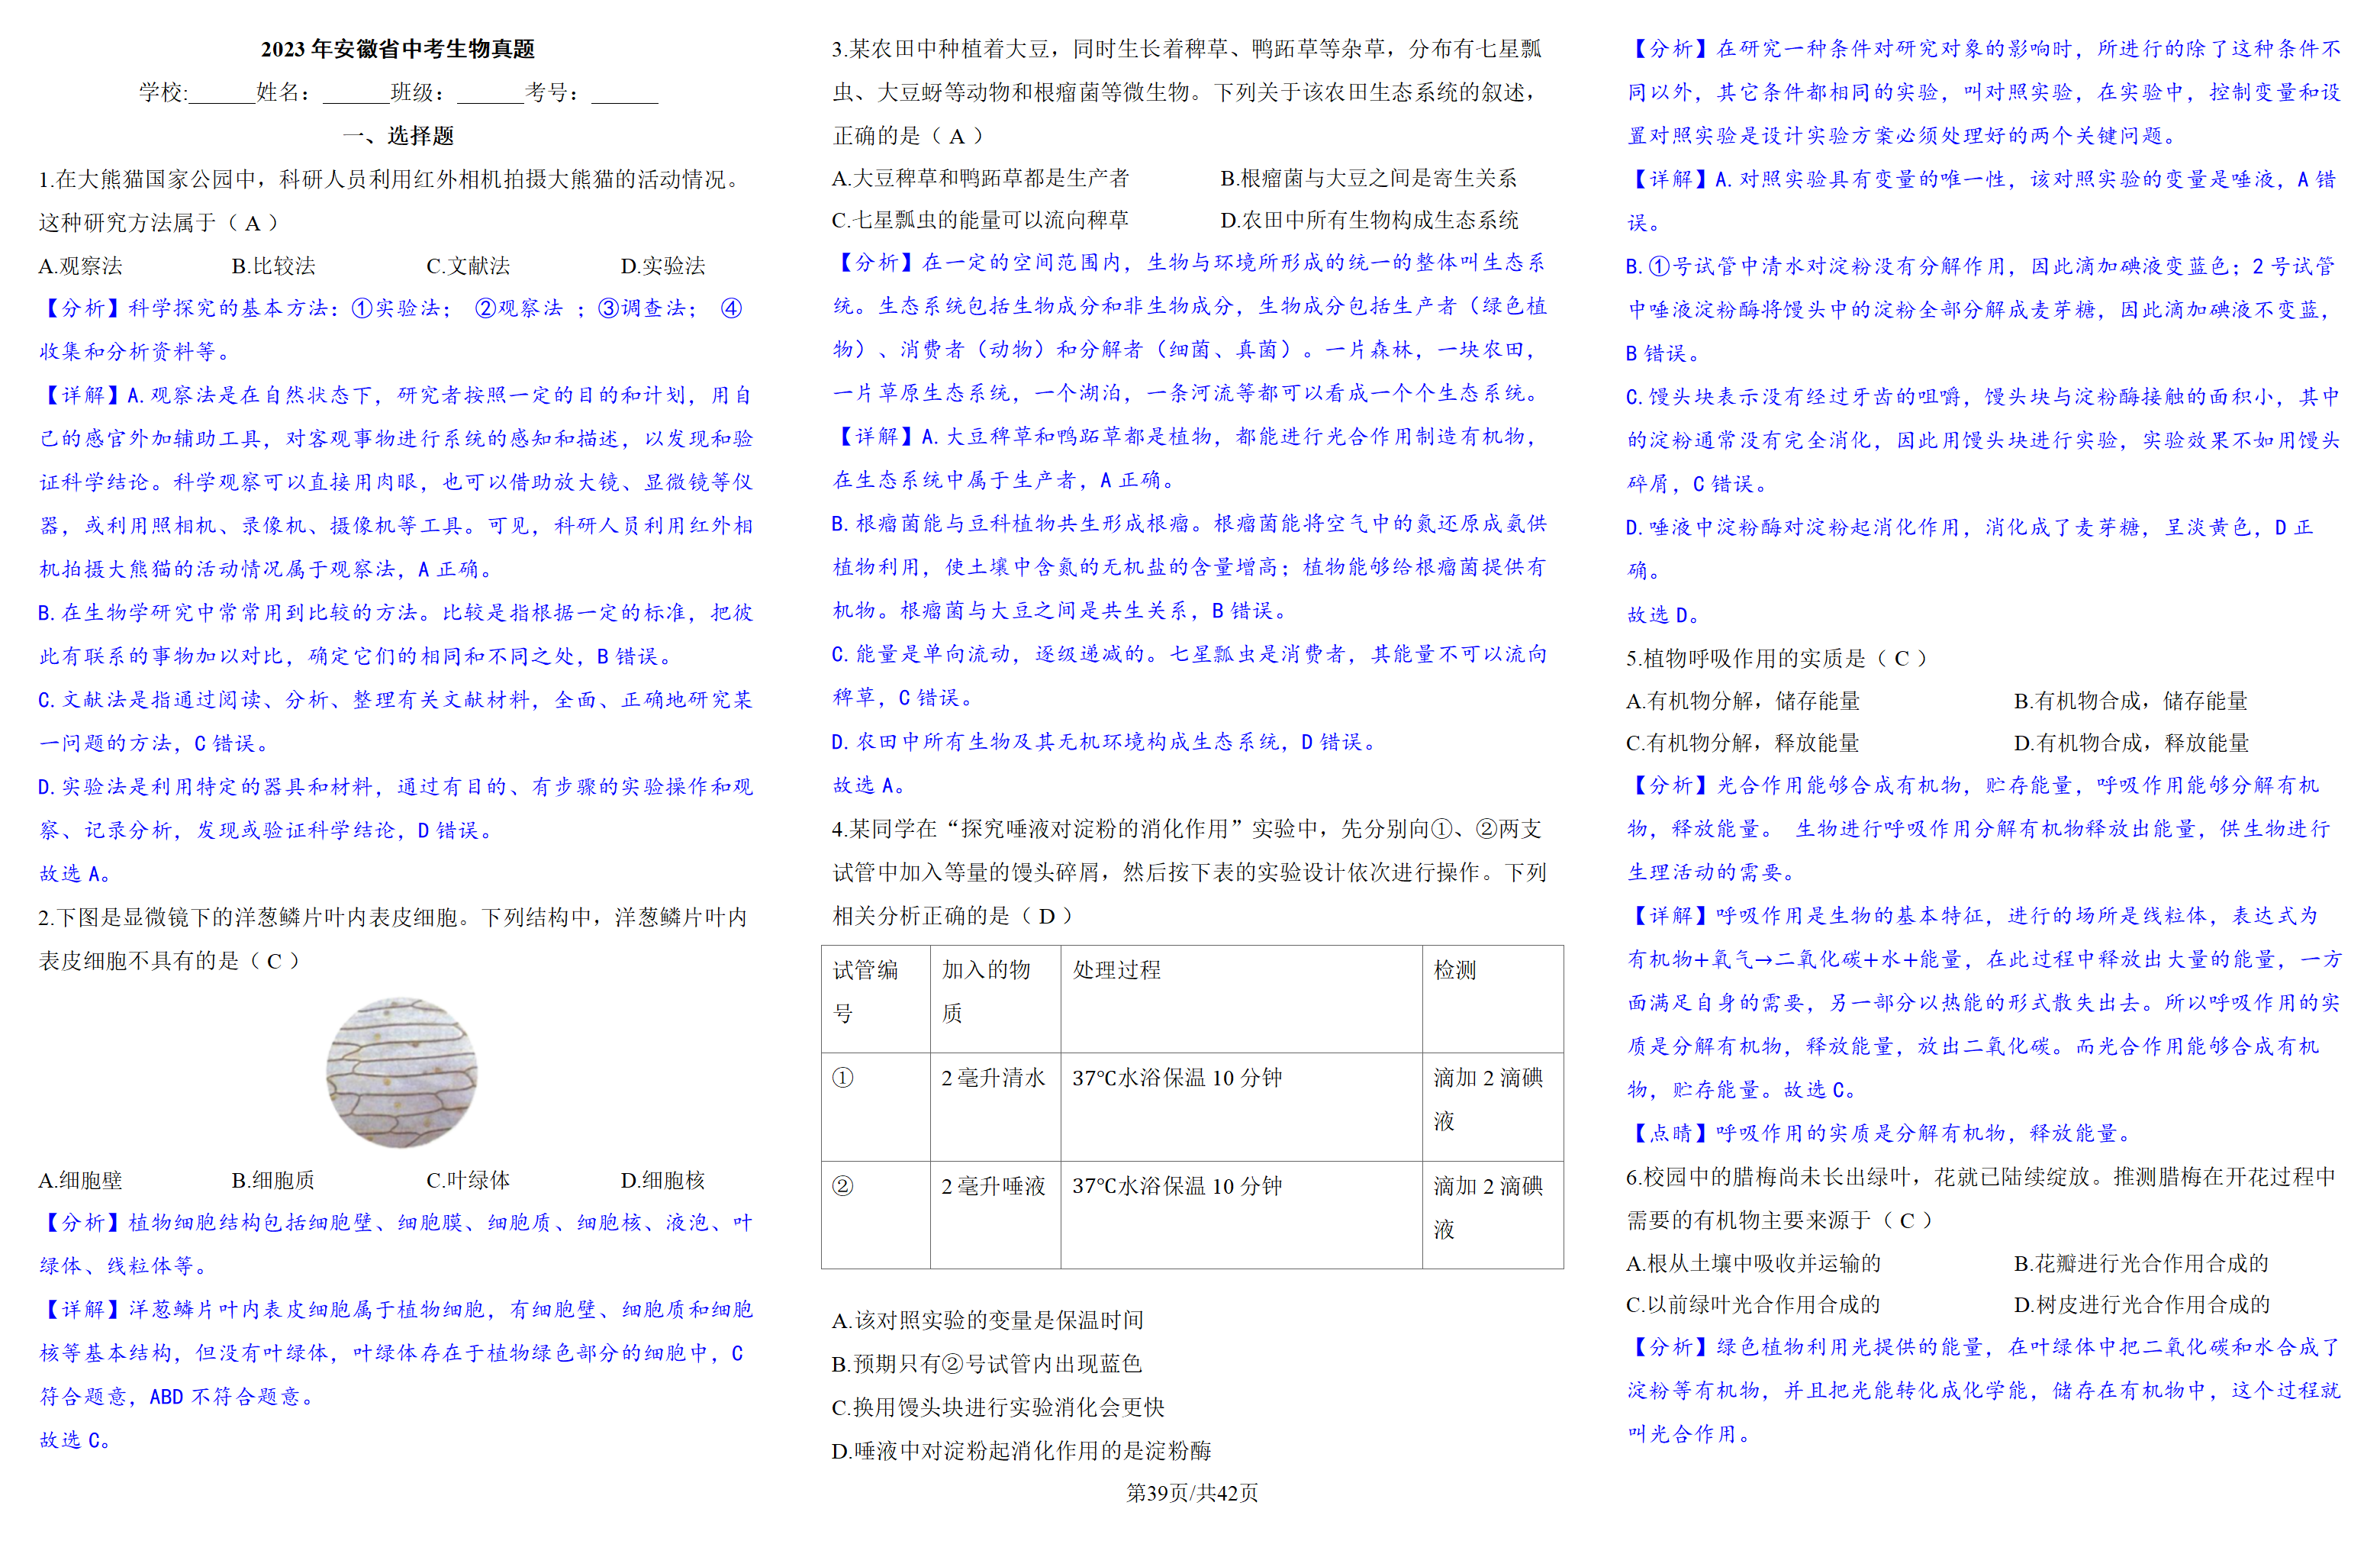 2023年安徽省中考生物真题
学校:______姓名：______班级：______考号：______
一、选择题
1.在大熊猫国家公园中，科研人员利用红外相机拍摄大熊猫的活动情况。
这种研究方法属于（ A ）
A.观察法 B.比较法 C.文献法 D.实验法
【分析】科学探究的基本方法：①实验法； ②观察法 ；③调查法； ④
收集和分析资料等。
【详解】A.观察法是在自然状态下，研究者按照一定的目的和计划，用自
己的感官外加辅助工具，对客观事物进行系统的感知和描述，以发现和验
证科学结论。科学观察可以直接用肉眼，也可以借助放大镜、显微镜等仪
器，或利用照相机、录像机、摄像机等工具。可见，科研人员利用红外相
机拍摄大熊猫的活动情况属于观察法，A正确。
B.在生物学研究中常常用到比较的方法。比较是指根据一定的标准，把彼
此有联系的事物加以对比，确定它们的相同和不同之处，B错误。
C.文献法是指通过阅读、分析、整理有关文献材料，全面、正确地研究某
一问题的方法，C错误。
D.实验法是利用特定的器具和材料，通过有目的、有步骤的实验操作和观
察、记录分析，发现或验证科学结论，D错误。
故选A。
2.下图是显微镜下的洋葱鳞片叶内表皮细胞。下列结构中，洋葱鳞片叶内
表皮细胞不具有的是（ C ）
A.细胞壁 B.细胞质 C.叶绿体 D.细胞核
【分析】植物细胞结构包括细胞壁、细胞膜、细胞质、细胞核、液泡、叶
绿体、线粒体等。
【详解】洋葱鳞片叶内表皮细胞属于植物细胞，有细胞壁、细胞质和细胞
核等基本结构，但没有叶绿体，叶绿体存在于植物绿色部分的细胞中，C
符合题意，ABD不符合题意。
故选C。
3.某农田中种植着大豆，同时生长着稗草、鸭跖草等杂草，分布有七星瓢
虫、大豆蚜等动物和根瘤菌等微生物。下列关于该农田生态系统的叙述，
正确的是（ A ）
A.大豆稗草和鸭跖草都是生产者 B.根瘤菌与大豆之间是寄生关系
C.七星瓢虫的能量可以流向稗草 D.农田中所有生物构成生态系统
【分析】在一定的空间范围内，生物与环境所形成的统一的整体叫生态系
统。生态系统包括生物成分和非生物成分，生物成分包括生产者（绿色植
物）、消费者（动物）和分解者（细菌、真菌）。一片森林，一块农田，
一片草原生态系统，一个湖泊，一条河流等都可以看成一个个生态系统。
【详解】A.大豆稗草和鸭跖草都是植物，都能进行光合作用制造有机物，
在生态系统中属于生产者，A正确。
B.根瘤菌能与豆科植物共生形成根瘤。根瘤菌能将空气中的氮还原成氨供
植物利用，使土壤中含氮的无机盐的含量增高；植物能够给根瘤菌提供有
机物。根瘤菌与大豆之间是共生关系，B错误。
C.能量是单向流动，逐级递减的。七星瓢虫是消费者，其能量不可以流向
稗草，C错误。
D.农田中所有生物及其无机环境构成生态系统，D错误。
故选A。
4.某同学在“探究唾液对淀粉的消化作用”实验中，先分别向①、②两支
试管中加入等量的馒头碎屑，然后按下表的实验设计依次进行操作。下列
相关分析正确的是（ D ）
试管编 加入的物 处理过程 检测
号 质
① 2毫升清水 37℃水浴保温10分钟 滴加2滴碘
液
② 2毫升唾液 37℃水浴保温10分钟 滴加2滴碘
液
A.该对照实验的变量是保温时间
B.预期只有②号试管内出现蓝色
C.换用馒头块进行实验消化会更快
D.唾液中对淀粉起消化作用的是淀粉酶
【分析】在研究一种条件对研究对象的影响时，所进行的除了这种条件不
同以外，其它条件都相同的实验，叫对照实验，在实验中，控制变量和设
置对照实验是设计实验方案必须处理好的两个关键问题。
【详解】A.对照实验具有变量的唯一性，该对照实验的变量是唾液，A错
误。
B.①号试管中清水对淀粉没有分解作用，因此滴加碘液变蓝色；2号试管
中唾液淀粉酶将馒头中的淀粉全部分解成麦芽糖，因此滴加碘液不变蓝，
B错误。
C.馒头块表示没有经过牙齿的咀嚼，馒头块与淀粉酶接触的面积小，其中
的淀粉通常没有完全消化，因此用馒头块进行实验，实验效果不如用馒头
碎屑，C错误。
D.唾液中淀粉酶对淀粉起消化作用，消化成了麦芽糖，呈淡黄色，D正
确。
故选D。
5.植物呼吸作用的实质是（ C ）
A.有机物分解，储存能量 B.有机物合成，储存能量
C.有机物分解，释放能量 D.有机物合成，释放能量
【分析】光合作用能够合成有机物，贮存能量，呼吸作用能够分解有机
物，释放能量。 生物进行呼吸作用分解有机物释放出能量，供生物进行
生理活动的需要。
【详解】呼吸作用是生物的基本特征，进行的场所是线粒体，表达式为
有机物+氧气→二氧化碳+水+能量，在此过程中释放出大量的能量，一方
面满足自身的需要，另一部分以热能的形式散失出去。所以呼吸作用的实
质是分解有机物，释放能量，放出二氧化碳。而光合作用能够合成有机
物，贮存能量。故选C。
【点睛】呼吸作用的实质是分解有机物，释放能量。
6.校园中的腊梅尚未长出绿叶，花就已陆续绽放。推测腊梅在开花过程中
需要的有机物主要来源于（ C ）
A.根从土壤中吸收并运输的 B.花瓣进行光合作用合成的
C.以前绿叶光合作用合成的 D.树皮进行光合作用合成的
【分析】绿色植物利用光提供的能量，在叶绿体中把二氧化碳和水合成了
淀粉等有机物，并且把光能转化成化学能，储存在有机物中，这个过程就
叫光合作用。
第39页/共42页